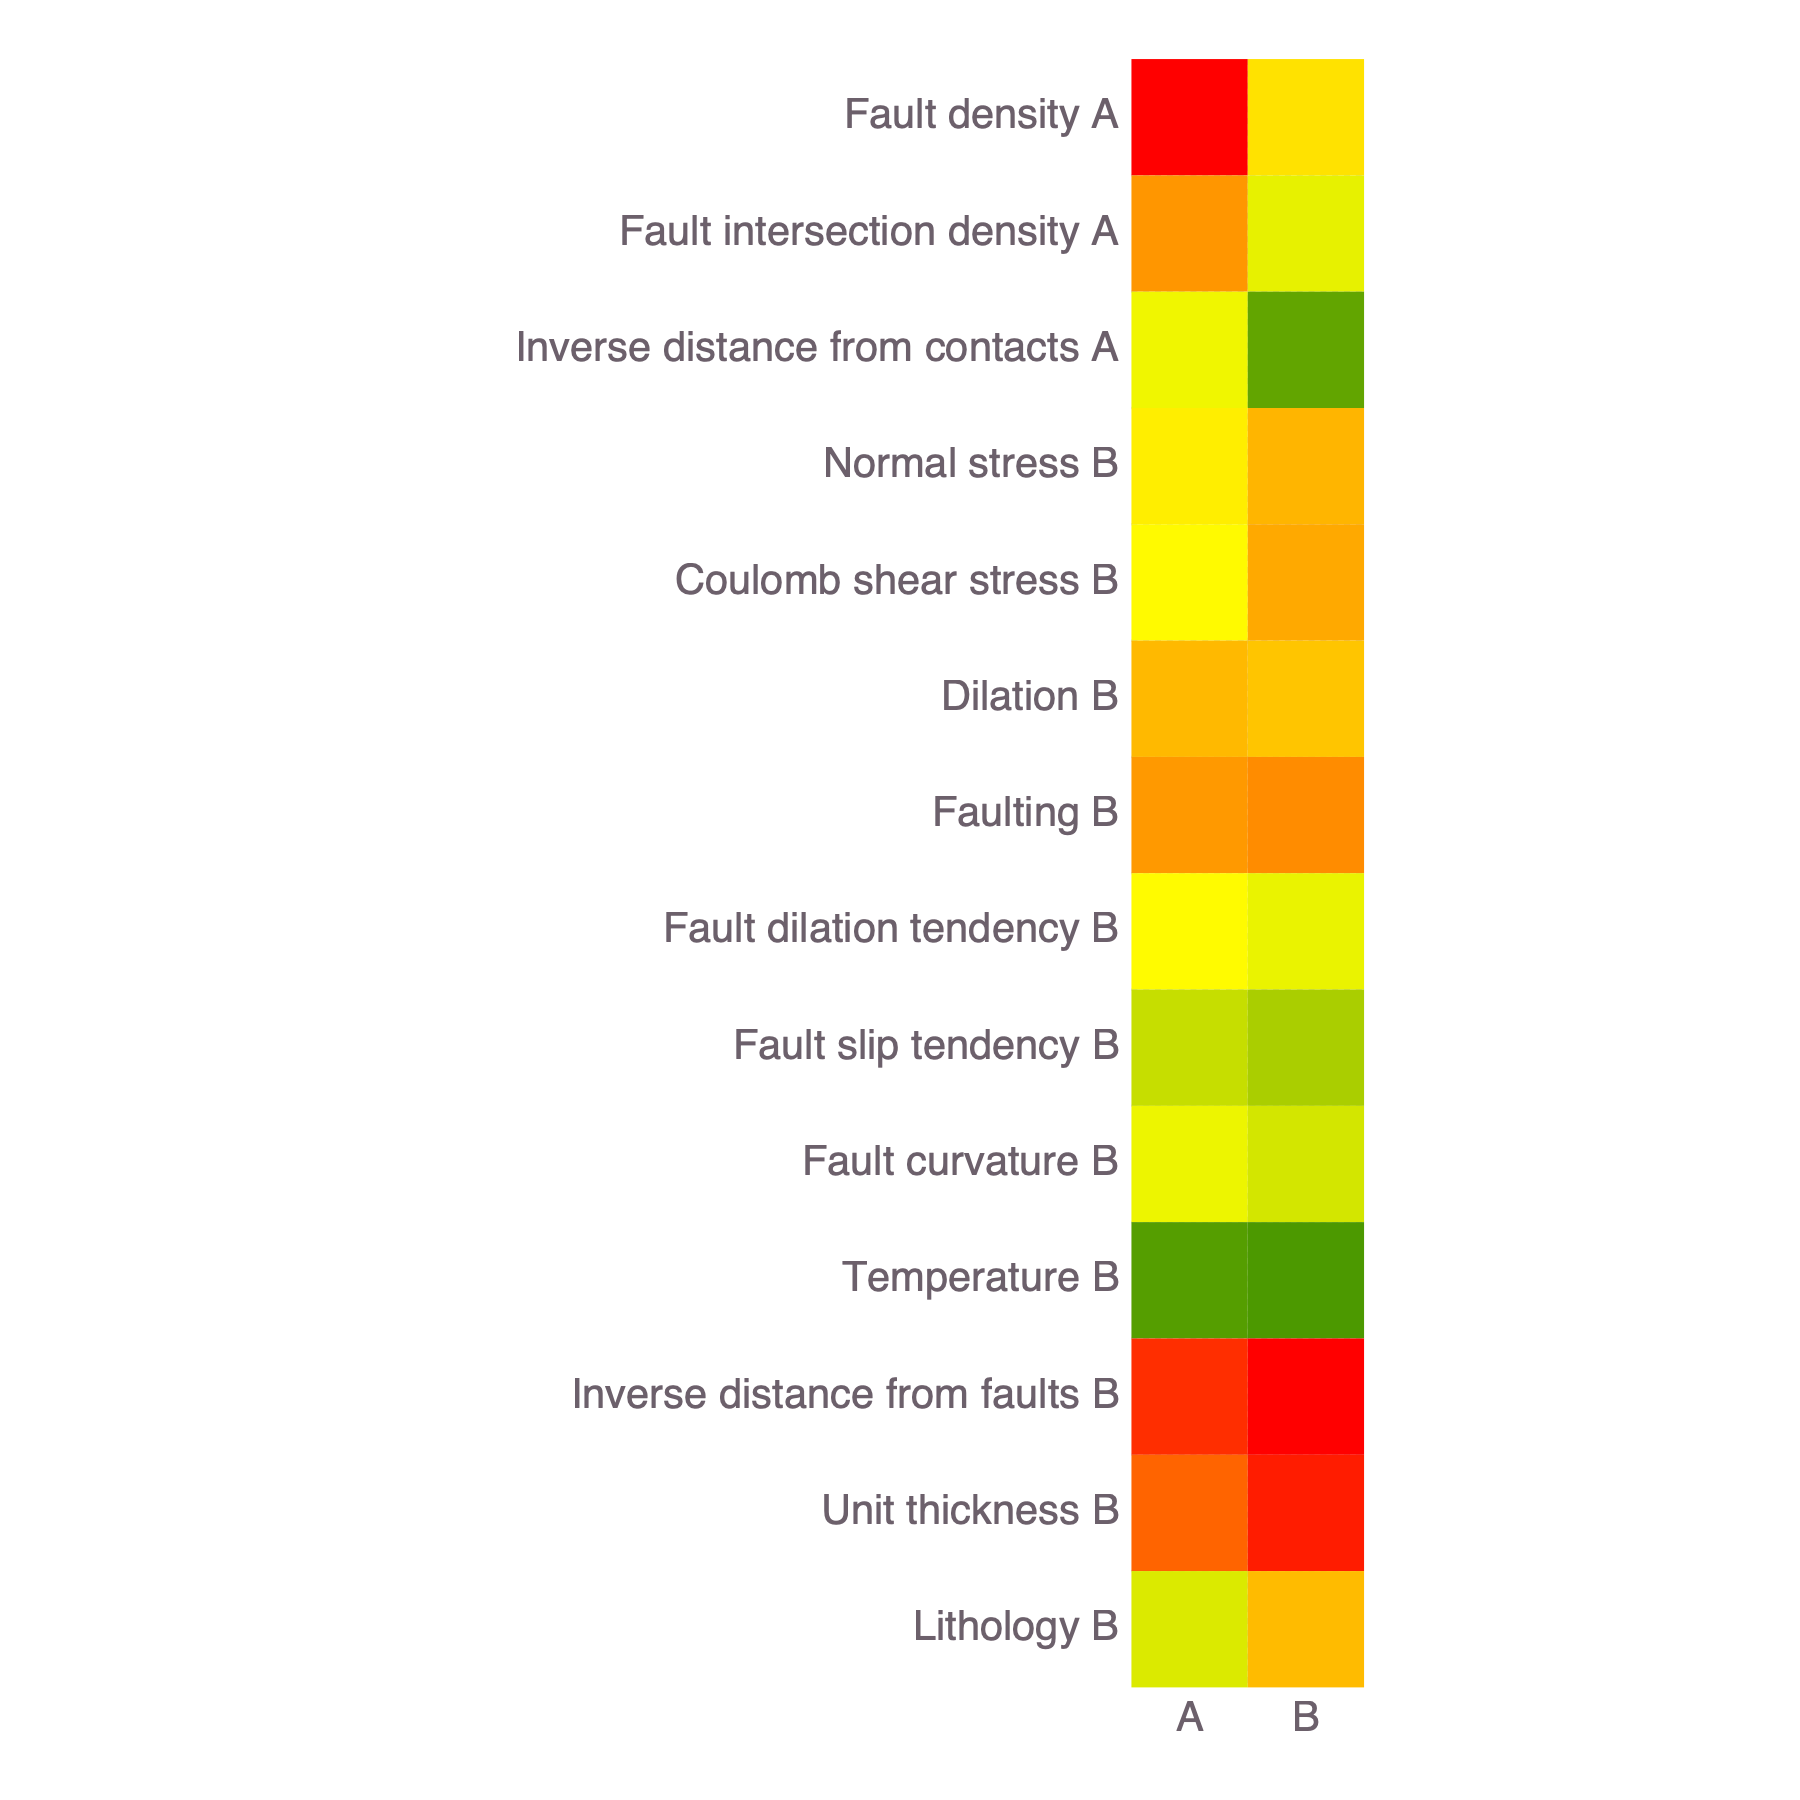 Fault density A
Fault intersection density A
Inverse distance from contacts A
Normal stress B
Coulomb shear stress B
Dilation B
Faulting B
Fault dilation tendency B
Fault slip tendency B
Fault curvature B
Temperature B
Inverse distance from faults B
Unit thickness B
Lithology B
A B